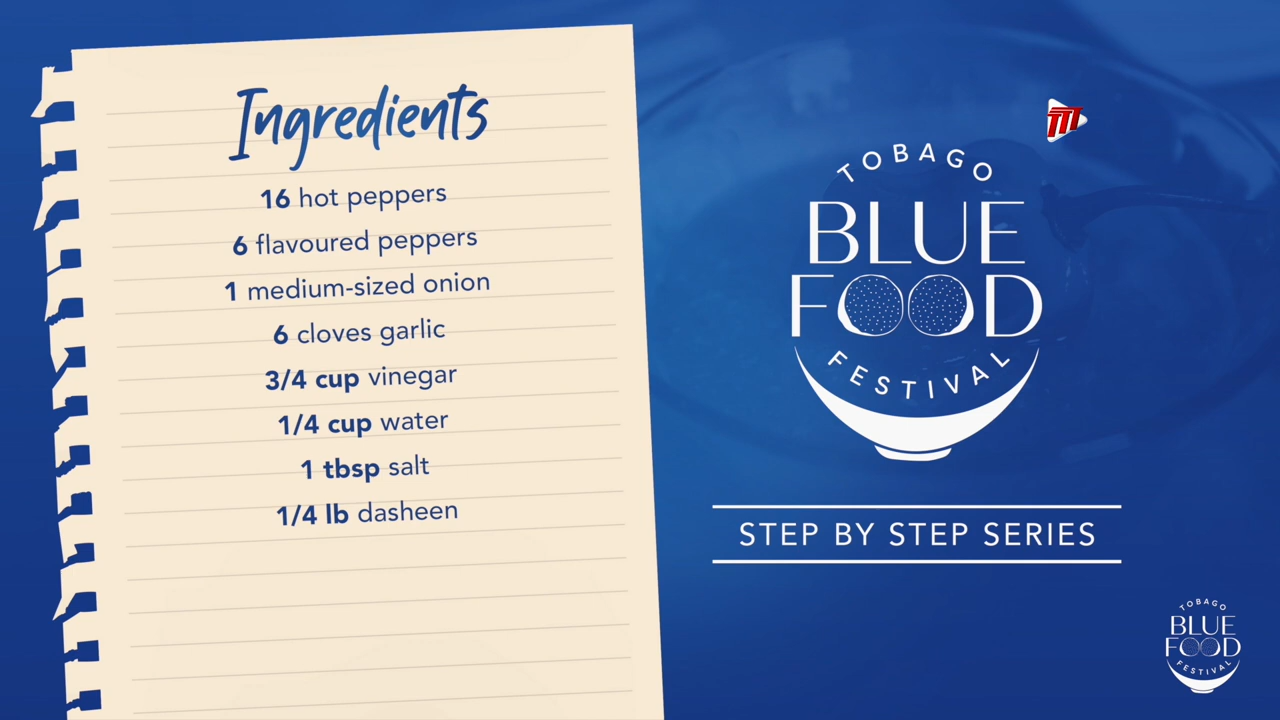 Ingredients
16 hot peppers
6 flavoured peppers
1 medium-sized onion
6 cloves garlic
3/4 cup vinegar
1/4 cup water
1 tbsp salt
1/4 lb dasheen
TTT
TOBAGO
BLUE
FOOD
FESTIVAL
STEP BY STEP SERIES
TOBAGO
BLUE
FOOD
FESTIVAL